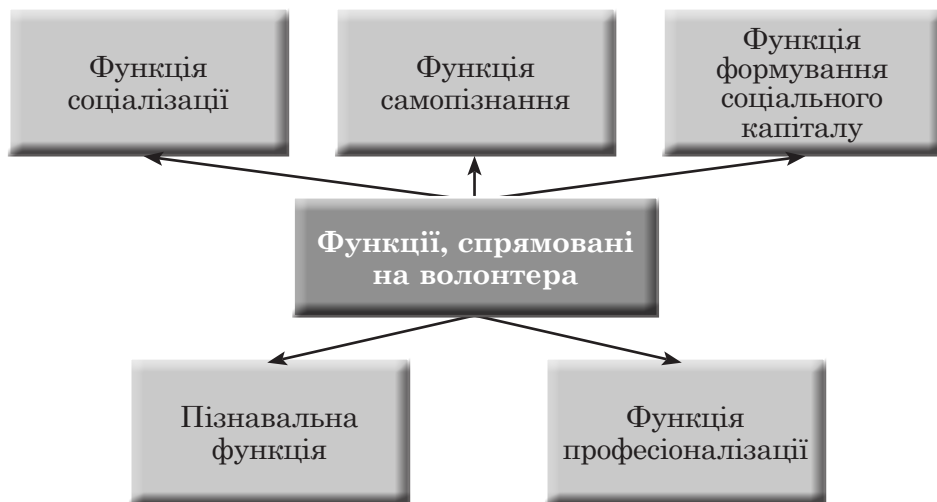 Функція
соціалізації
Функція
самопізнання
Функція
формування
соціального
капіталу
Функції, спрямовані
на волонтера
Пізнавальна
функція
Функція
професіоналізації